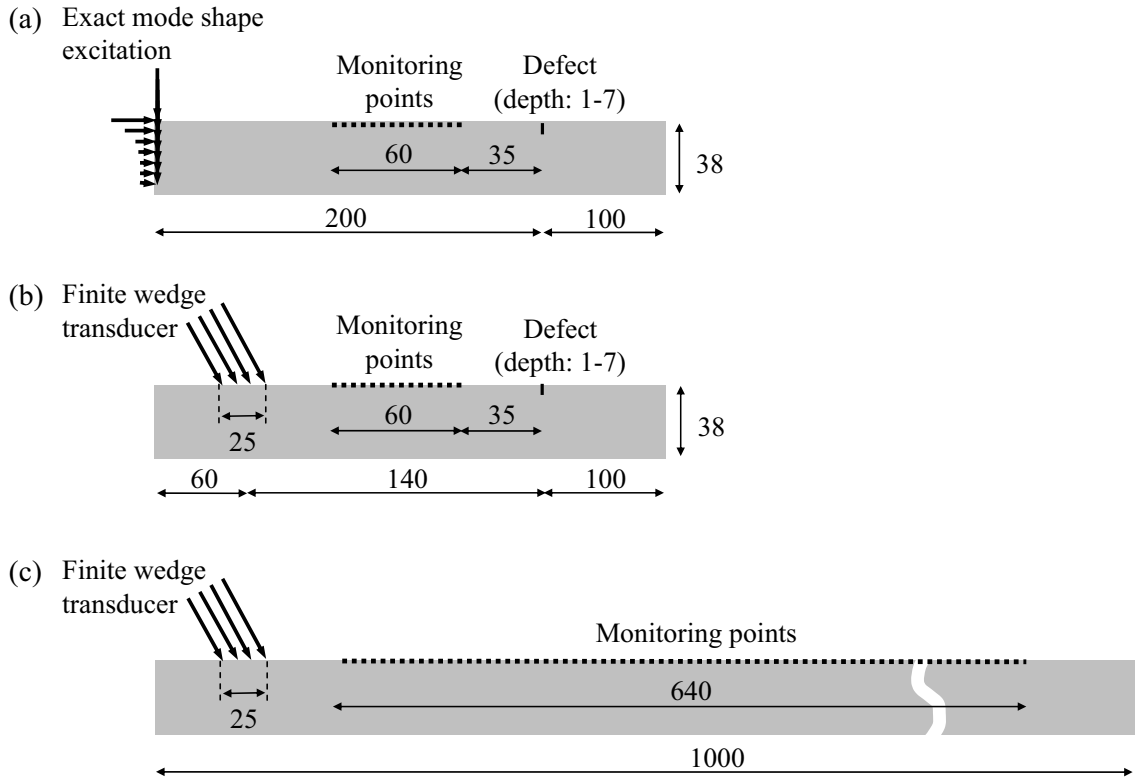 (a) Exact mode shape
excitation
Monitoring
points
Defect
(depth: 1-7)
60
35
38
200
100
(b) Finite wedge
transducer
Monitoring
points
Defect
(depth: 1-7)
25
60
35
38
60
140
100
(c) Finite wedge
transducer
Monitoring points
25
640
1000